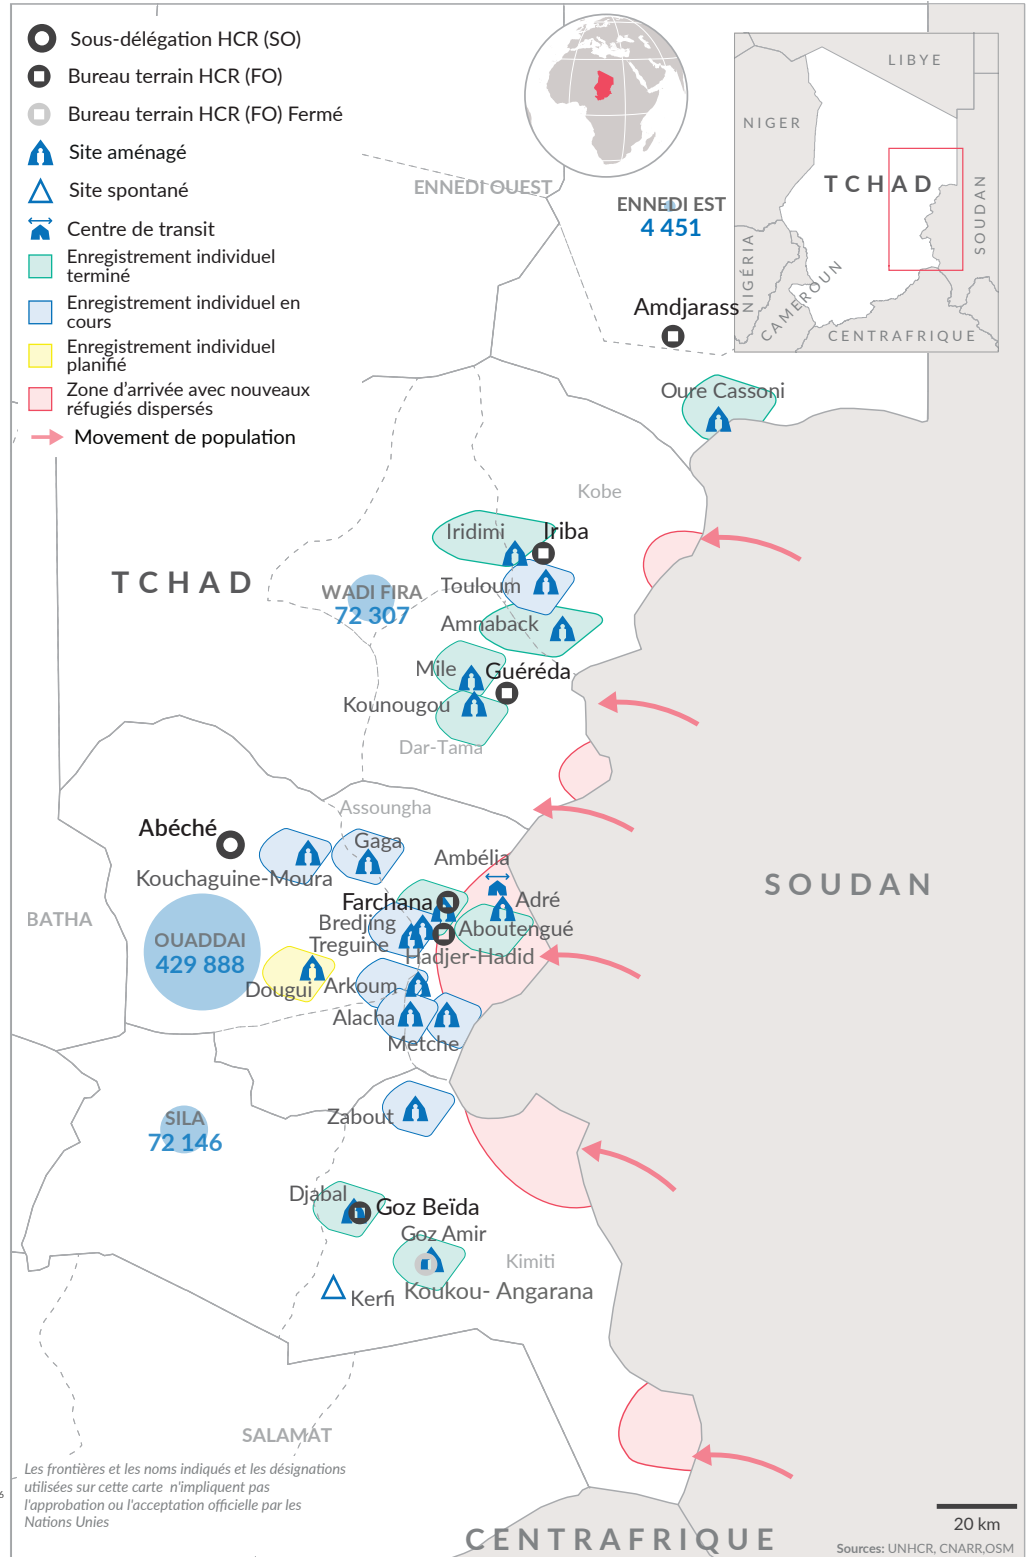 Sous-délégation HCR (SO)
Bureau terrain HCR (FO)
Bureau terrain HCR (FO) Fermé
Site aménagé
Site spontané
Centre de transit
Enregistrement individuel
terminé
Enregistrement individuel en
cours
Enregistrement individuel
planifié
Zone d'arrivée avec nouveaux
réfugiés dispersés
Movement de population
LIBYE
NIGER
TCHAD
SOUDAN
NIGÉRIA
CAMEROUN
CENTRAFRIQUE
ENNEDI OUEST
ENNEDI EST
4 451
Amdjarass
Oure Cassoni
Kobe
Iridimi
Iriba
TCHAD
WADI FIRA
72 307
Touloum
Amnaback
Mile
Guéréda
Kounougou
Dar-Tama
Assoungha
Abéché
Gaga
Kouchaguine-Moura
Ambélia
SOUDAN
Farchana
Adré
BATHA
Bredjing
Aboutengué
Treguine
OUADDAI
429 888
Hadjer-Hadid
Dougui
Arkoum
Alacha
Metche
SILA
72 146
Zabout
Djabal
Goz Beïda
Goz Amir
Kimiti
Kerfi
Koukou- Angarana
SALAMAT
Les frontières et les noms indiqués et les désignations
utilisées sur cette carte n'impliquent pas
l'approbation ou l'acceptation officielle par les
Nations Unies
6
20 km
CENTRAFRIQUE
Sources: UNHCR, CNARR,OSM